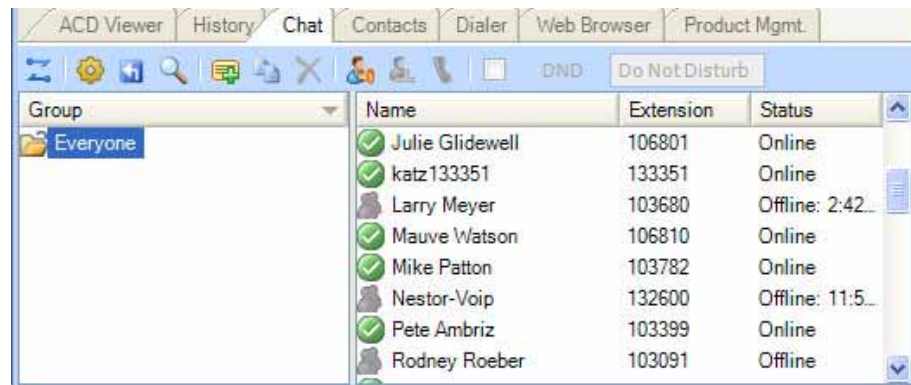 ACD Viewer History Chat Contacts Dialer Web Browser Product Mgmt.
DND Do Not Disturb
Group Name Extension Status
Everyone Julie Glidewell 106801 Online
katz133351 133351 Online
Larry Meyer 103680 Offline: 2:42...
Mauve Watson 106810 Online
Mike Patton 103782 Online
Nestor-Voip 132600 Offline: 11:5...
Pete Ambriz 103399 Online
Rodney Roeber 103091 Offline